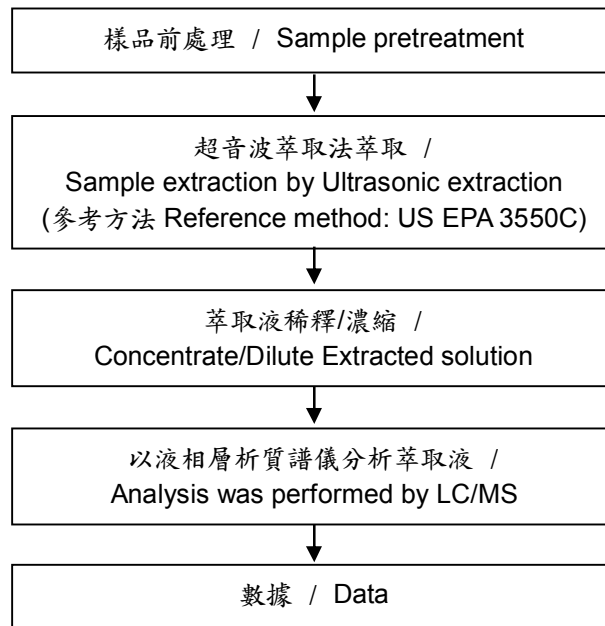 樣品前處理 / Sample pretreatment
超音波萃取法萃取 /
Sample extraction by Ultrasonic extraction
(參考方法 Reference method: US EPA 3550C)
萃取液稀釋/濃縮 /
Concentrate/Dilute Extracted solution
以液相層析質譜儀分析萃取液 /
Analysis was performed by LC/MS
數據 / Data